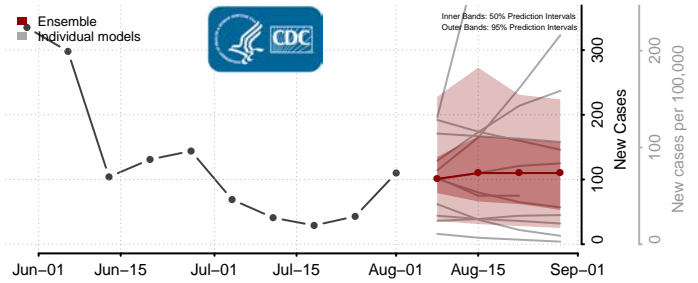 Ensemble
Individual models
CDC
Inner Bands: 50% Prediction Intervals
Outer Bands: 95% Prediction Intervals
0
100
200
300
New Cases
0
100
200
New cases per 100,000
Jun-01
Jun-15
Jul-01
Jul-15
Aug-01
Aug-15
Sep-01